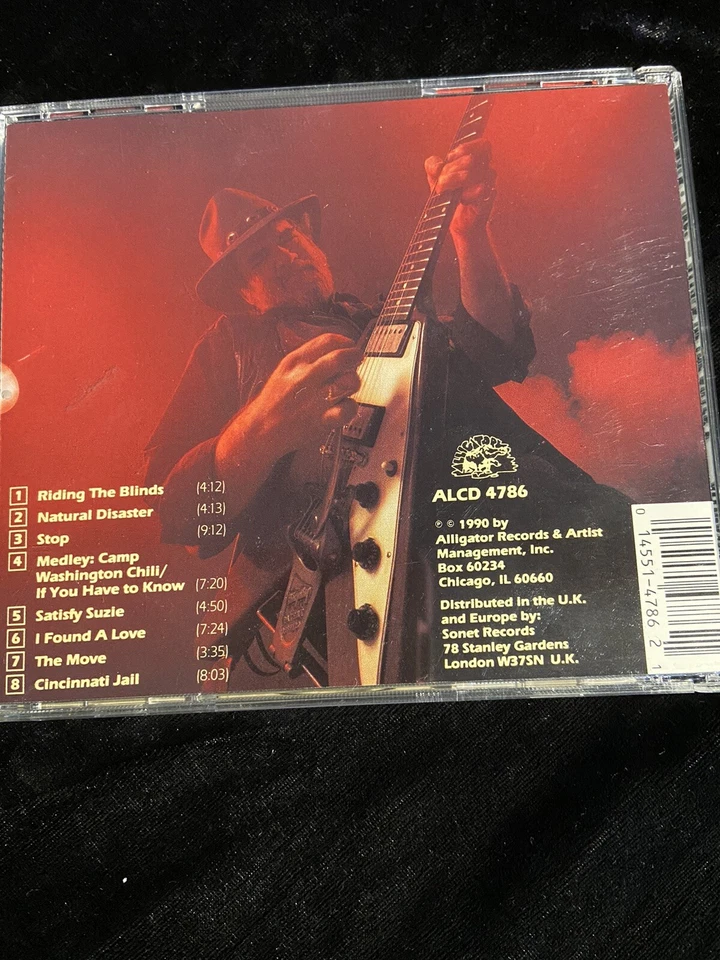 1 Riding The Blinds (4:12)
2 Natural Disaster (4:13)
3 Stop (9:12)
4 Medley: Camp
Washington Chili/
If You Have to Know (7:20)
5 Satisfy Suzie (4:50)
6 I Found A Love (7:24)
7 The Move (3:35)
8 Cincinnati Jail (8:03)
ALLIGATOR
ALCD 4786
℗ © 1990 by
Alligator Records & Artist
Management, Inc.
Box 60234
Chicago, IL 60660
Distributed in the U.K.
and Europe by:
Sonet Records
78 Stanley Gardens
London W37SN U.K.
0 14551-4786 2 1